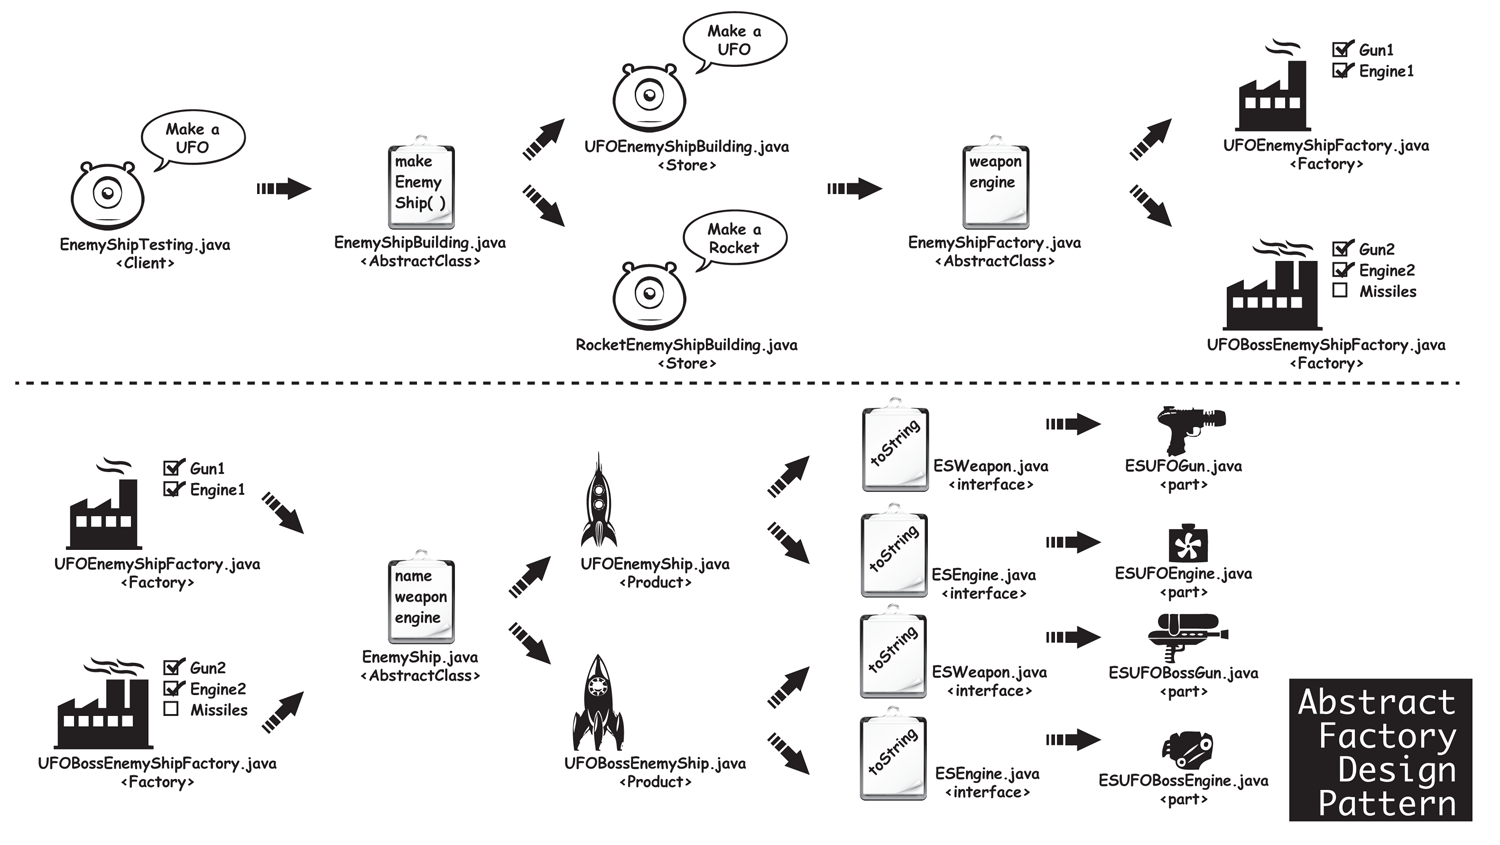 Make a
UFO
EnemyShipTesting.java
<Client>
make
Enemy
Ship( )
EnemyShipBuilding.java
<AbstractClass>
Make a
UFO
UFOEnemyShipBuilding.java
<Store>
Make a
Rocket
RocketEnemyShipBuilding.java
<Store>
weapon
engine
EnemyShipFactory.java
<AbstractClass>
Gun1
Engine1
UFOEnemyShipFactory.java
<Factory>
Gun2
Engine2
Missiles
UFOBossEnemyShipFactory.java
<Factory>
Gun1
Engine1
UFOEnemyShipFactory.java
<Factory>
Gun2
Engine2
Missiles
UFOBossEnemyShipFactory.java
<Factory>
name
weapon
engine
EnemyShip.java
<AbstractClass>
UFOEnemyShip.java
<Product>
UFOBossEnemyShip.java
<Product>
toString
ESWeapon.java
<interface>
ESUFOGun.java
<part>
toString
ESEngine.java
<interface>
ESUFOEngine.java
<part>
toString
ESWeapon.java
<interface>
ESUFOBossGun.java
<part>
toString
ESEngine.java
<interface>
ESUFOBossEngine.java
<part>
Abstract
Factory
Design
Pattern